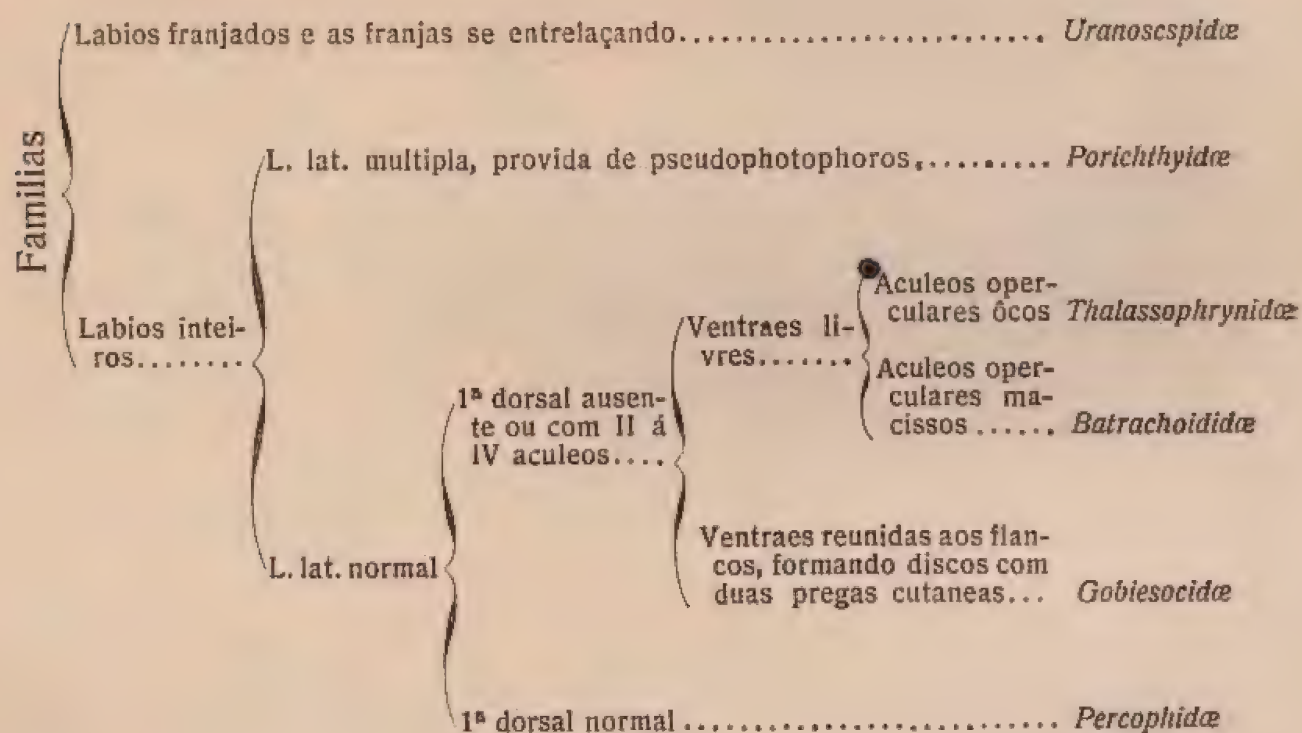 Labios franjados e as franjas se entrelaçando........................... Uranoscspidæ
Familias
L. lat. multipla, provida de pseudophotophoros,.......... Porichthyidæ
Aculeos oper-
culares ôcos Thalassophrynidæ
Labios intei-
ros........
Ventraes li-
vres.......
Aculeos oper-
culares ma-
cissos ...... Batrachoididæ
1ª dorsal ausen-
te ou com II á
IV aculeos....
Ventraes reunidas aos flan-
cos, formando discos com
duas pregas cutaneas... Gobiesocidæ
L. lat. normal
1ª dorsal normal ............................ Percophidæ